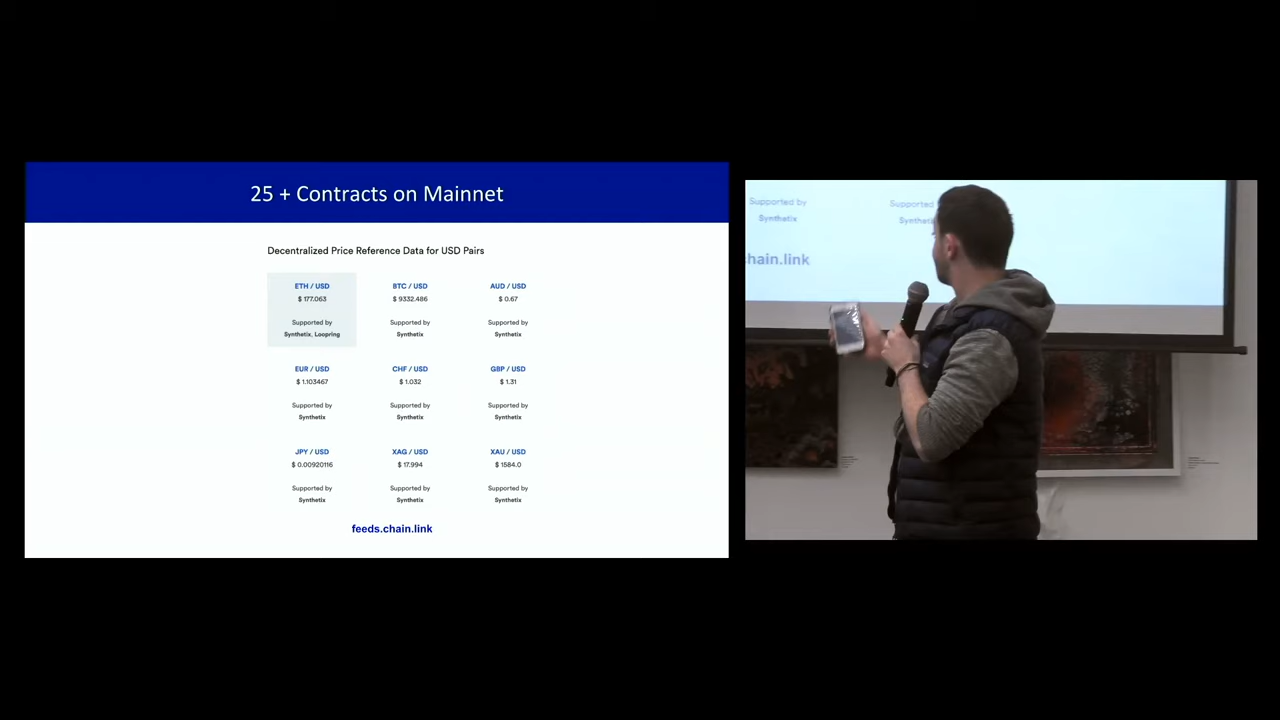 25 + Contracts on Mainnet
Decentralized Price Reference Data for USD Pairs
ETH / USD
$ 177.063
Supported by
Synthetix, Loopring
BTC / USD
$ 9332.486
Supported by
Synthetix
AUD / USD
$ 0.67
Supported by
Synthetix
EUR / USD
$ 1.103467
Supported by
Synthetix
CHF / USD
$ 1.032
Supported by
Synthetix
GBP / USD
$ 1.31
Supported by
Synthetix
JPY / USD
$ 0.00920116
Supported by
Synthetix
XAG / USD
$ 17.994
Supported by
Synthetix
XAU / USD
$ 1584.0
Supported by
Synthetix
feeds.chain.link
Supported by
Synthetix
Supported
hain.link